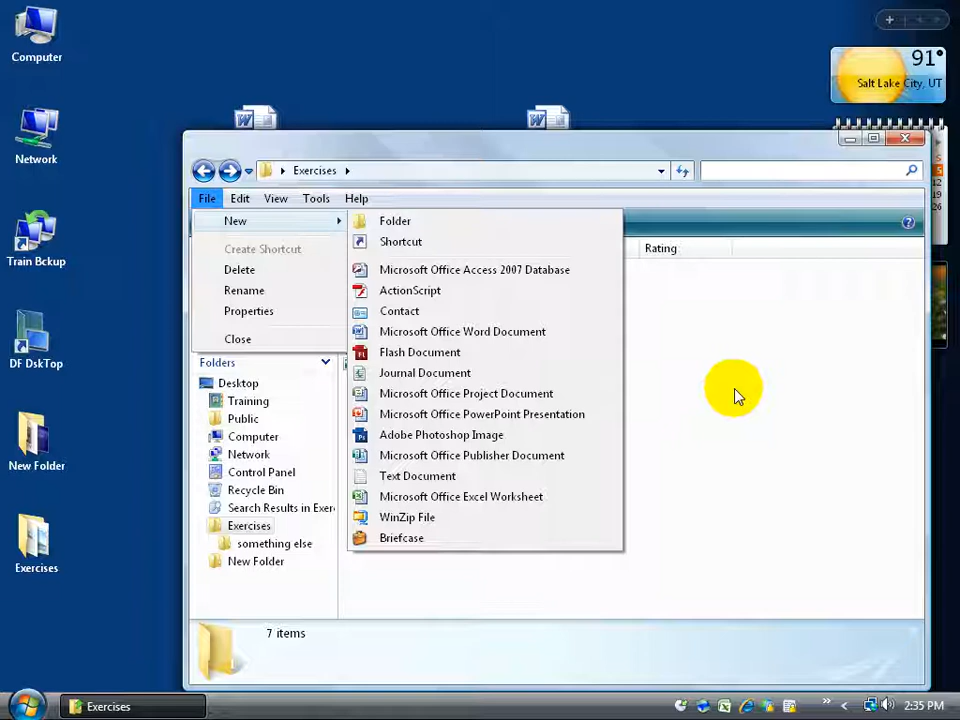 Computer
Network
Train Bckup
DF DskTop
New Folder
Exercises
91°
Salt Lake City, UT
S
5
12
19
26
Exercises
File Edit View Tools Help
New
Create Shortcut
Delete
Rename
Properties
Close
Folder
Shortcut
Microsoft Office Access 2007 Database
ActionScript
Contact
Microsoft Office Word Document
Flash Document
Journal Document
Microsoft Office Project Document
Microsoft Office PowerPoint Presentation
Adobe Photoshop Image
Microsoft Office Publisher Document
Text Document
Microsoft Office Excel Worksheet
WinZip File
Briefcase
Rating
Folders
Desktop
Training
Public
Computer
Network
Control Panel
Recycle Bin
Search Results in Exer
Exercises
something else
New Folder
7 items
Exercises
2:35 PM